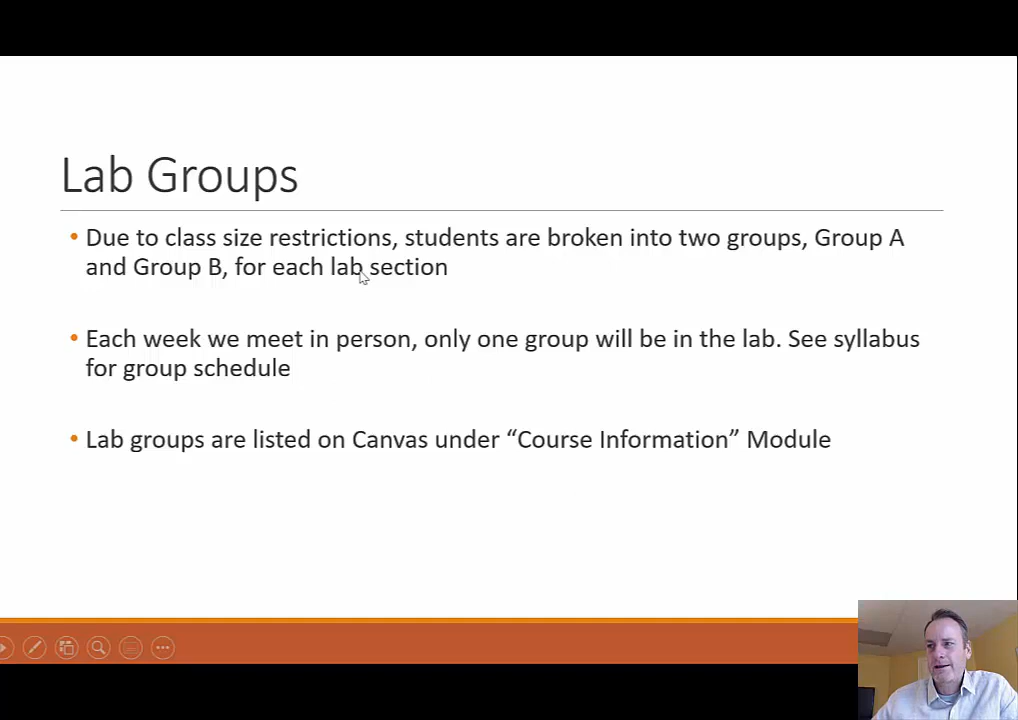 Lab Groups
• Due to class size restrictions, students are broken into two groups, Group A
and Group B, for each lab section
• Each week we meet in person, only one group will be in the lab. See syllabus
for group schedule
• Lab groups are listed on Canvas under “Course Information” Module